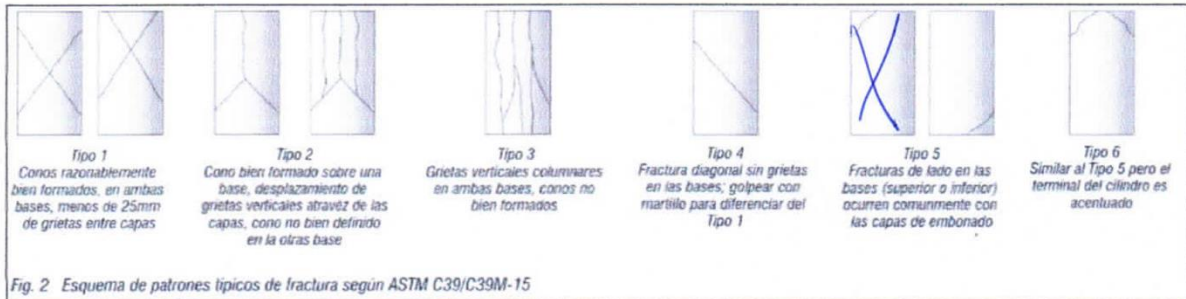 Tipo 1
Conos razonablemente
bien formados, en ambas
bases, menos de 25mm
de grietas entre capas
Tipo 2
Cono bien formado sobre una
base, desplazamiento de
grietas verticales atravéz de las
capas, cono no bien definido
en la otras base
Tipo 3
Grietas verticales columnares
en ambas bases, conos no
bien formados
Tipo 4
Fractura diagonal sin grietas
en las bases; golpear con
martillo para diferenciar del
Tipo 1
Tipo 5
Fracturas de lado en las
bases (superior o inferior)
ocurren comunmente con
las capas de embonado
Tipo 6
Similar al Tipo 5 pero el
terminal del cilindro es
acentuado
Fig. 2 Esquema de patrones típicos de fractura según ASTM C39/C39M-15